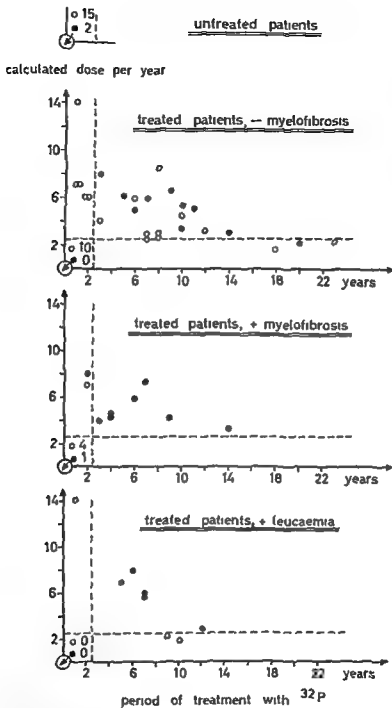 ○ 15
● 2
untreated patients
calculated dose per year
14
treated patients, – myelofibrosis
10
6
2
○ 10
● 0
2 6 10 14 18 22 years
14
treated patients, + myelofibrosis
10
6
2
○ 4
● 1
2 6 10 14 18 22 years
14
treated patients, + leucaemia
10
6
2
○ 0
● 0
2 6 10 14 18 22 years
period of treatment with ³²P